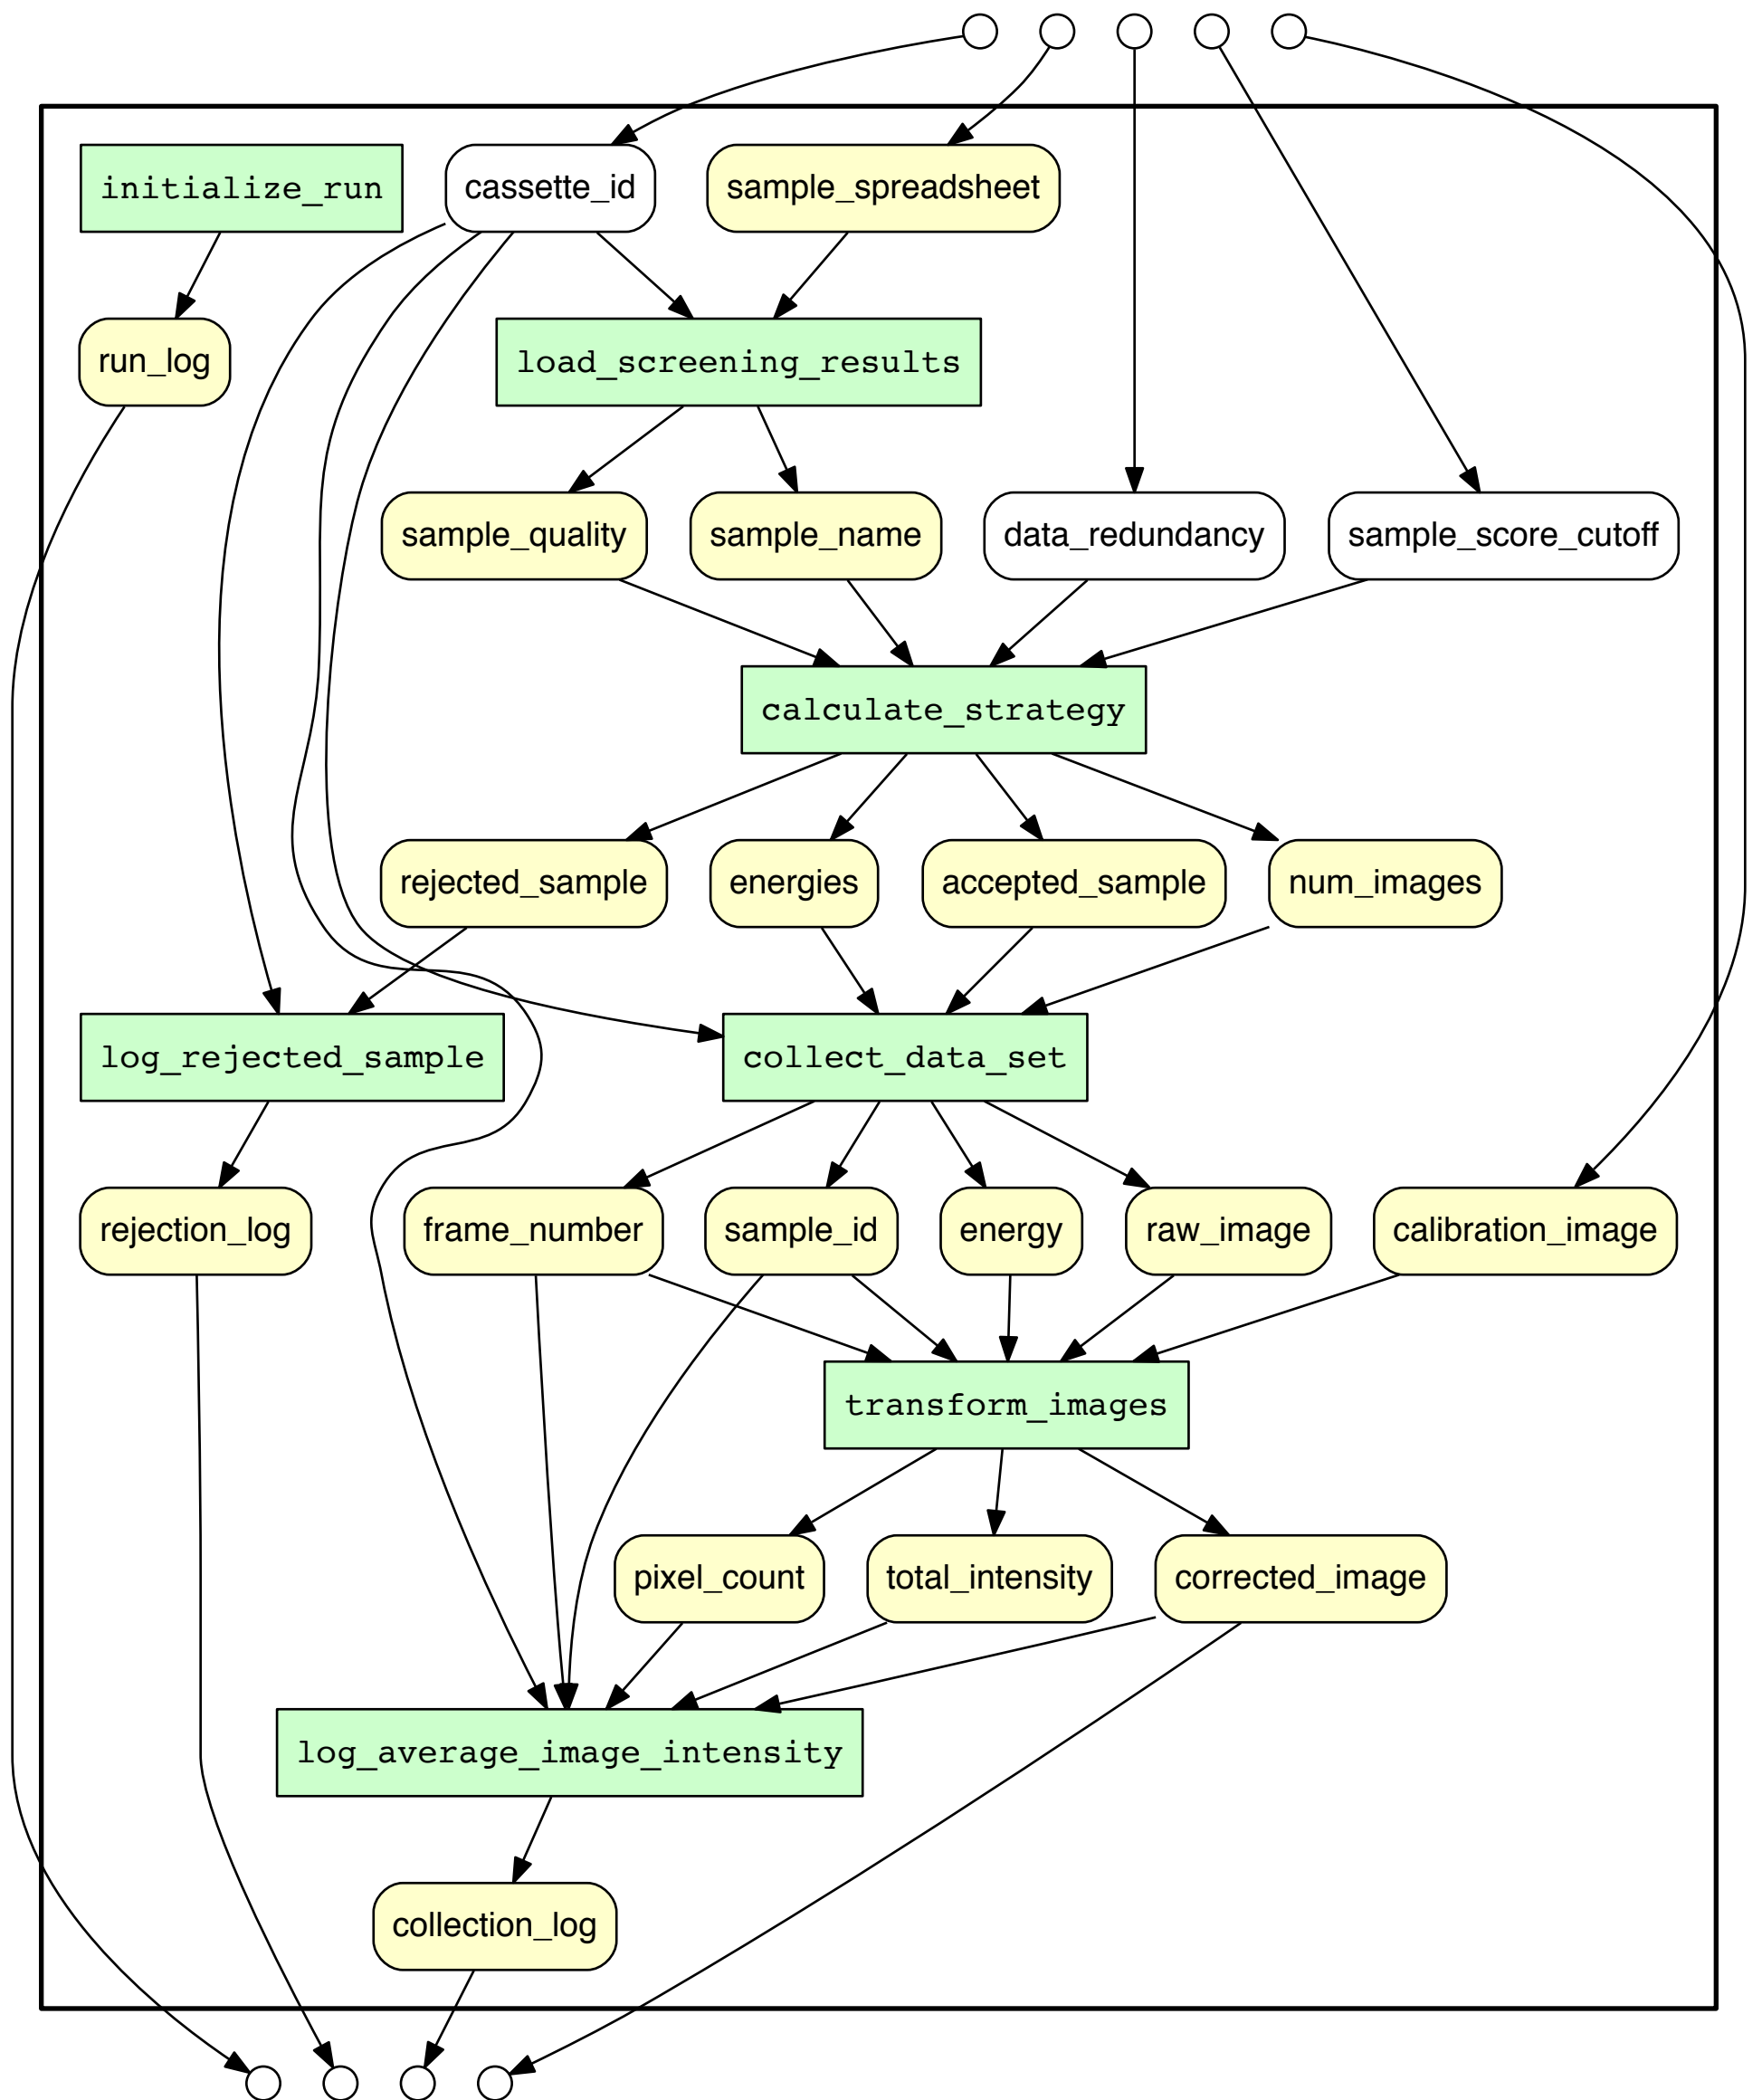 initialize_run
cassette_id
sample_spreadsheet
run_log
load_screening_results
sample_quality
sample_name
data_redundancy
sample_score_cutoff
calculate_strategy
rejected_sample
energies
accepted_sample
num_images
log_rejected_sample
collect_data_set
rejection_log
frame_number
sample_id
energy
raw_image
calibration_image
transform_images
pixel_count
total_intensity
corrected_image
log_average_image_intensity
collection_log